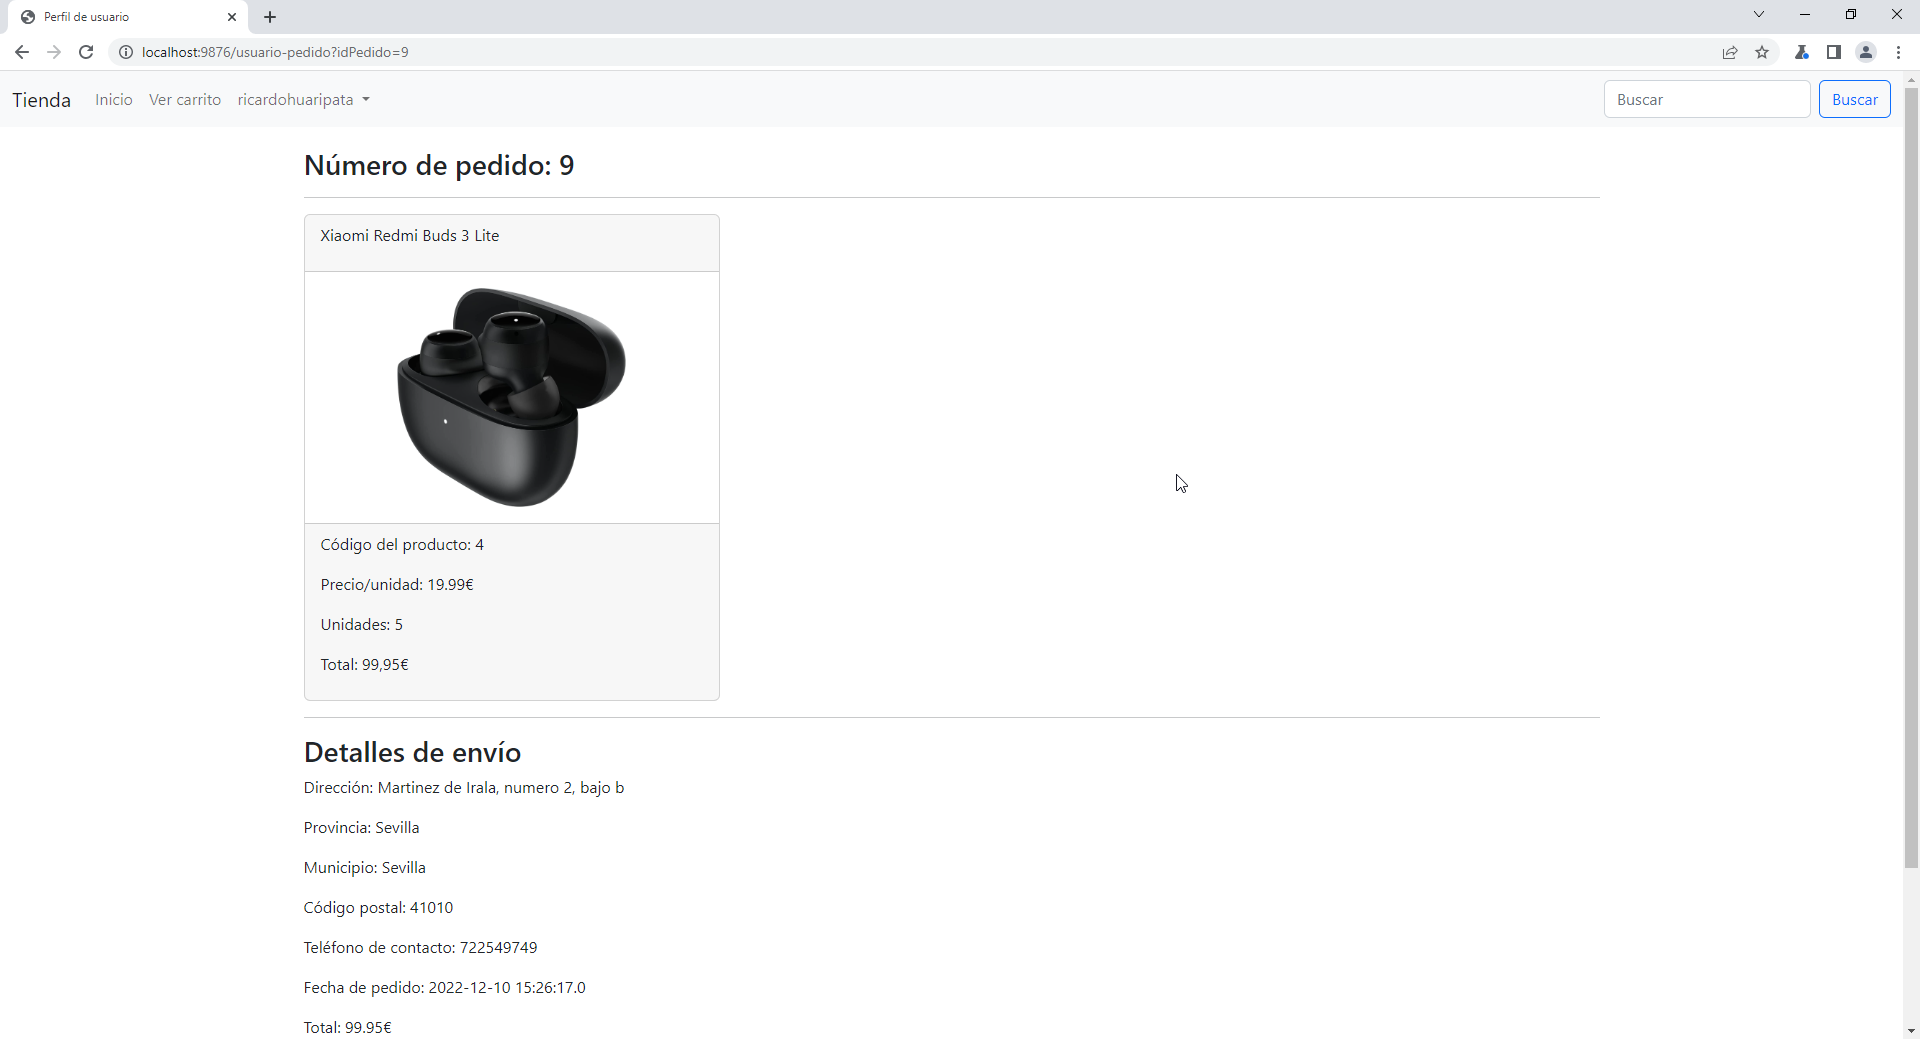 Perfil de usuario
localhost:9876/usuario-pedido?idPedido=9
Tienda Inicio Ver carrito ricardohuaripata Buscar Buscar
Número de pedido: 9
Xiaomi Redmi Buds 3 Lite
Código del producto: 4
Precio/unidad: 19.99€
Unidades: 5
Total: 99,95€
Detalles de envío
Dirección: Martinez de Irala, numero 2, bajo b
Provincia: Sevilla
Municipio: Sevilla
Código postal: 41010
Teléfono de contacto: 722549749
Fecha de pedido: 2022-12-10 15:26:17.0
Total: 99.95€